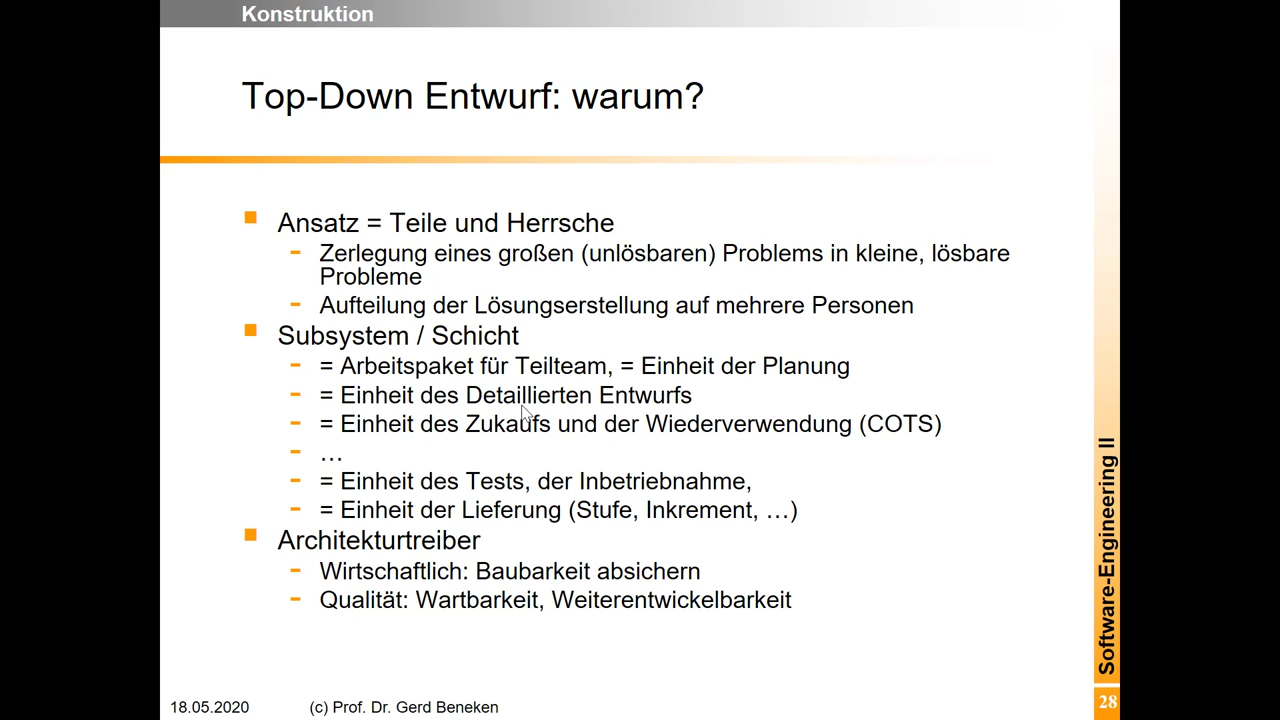 Konstruktion
Top-Down Entwurf: warum?
Ansatz = Teile und Herrsche
- Zerlegung eines großen (unlösbaren) Problems in kleine, lösbare
Probleme
- Aufteilung der Lösungserstellung auf mehrere Personen
Subsystem / Schicht
- = Arbeitspaket für Teilteam, = Einheit der Planung
- = Einheit des Detaillierten Entwurfs
- = Einheit des Zukaufs und der Wiederverwendung (COTS)
- …
- = Einheit des Tests, der Inbetriebnahme,
- = Einheit der Lieferung (Stufe, Inkrement, …)
Architekturtreiber
- Wirtschaftlich: Baubarkeit absichern
- Qualität: Wartbarkeit, Weiterentwickelbarkeit
Software-Engineering II
18.05.2020 (c) Prof. Dr. Gerd Beneken
28